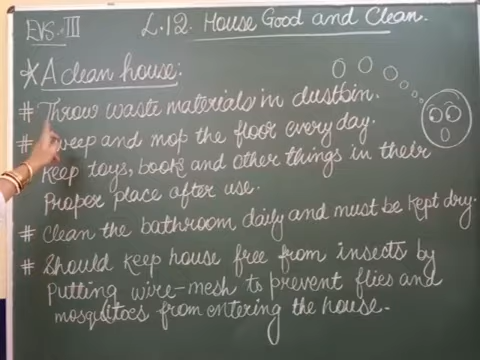 EVS-III
L.12. House Good and Clean.
* A clean house:
# Throw waste materials in dustbin.
# Sweep and mop the floor every day.
Keep toys, books and other things in their
Proper place after use.
# Clean the bathroom daily and must be kept dry.
# Should keep house free from insects by
putting wire-mesh to prevent flies and
mosquitoes from entering the house.